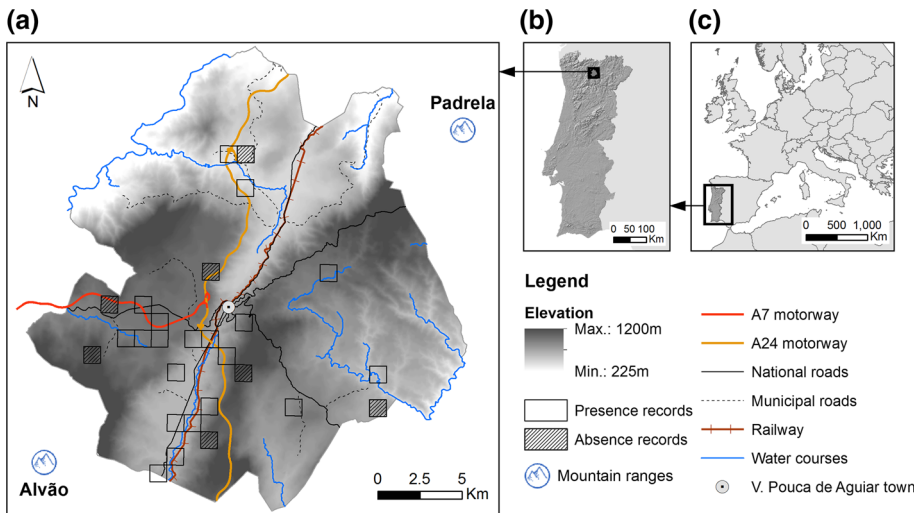 (a)
N
Padrela
Alvão
0 2.5 5
Km
(b)
0 50 100
Km
(c)
0 500 1,000
Km
Legend
Elevation
Max.: 1200m
Min.: 225m
Presence records
Absence records
Mountain ranges
A7 motorway
A24 motorway
National roads
Municipal roads
Railway
Water courses
V. Pouca de Aguiar town